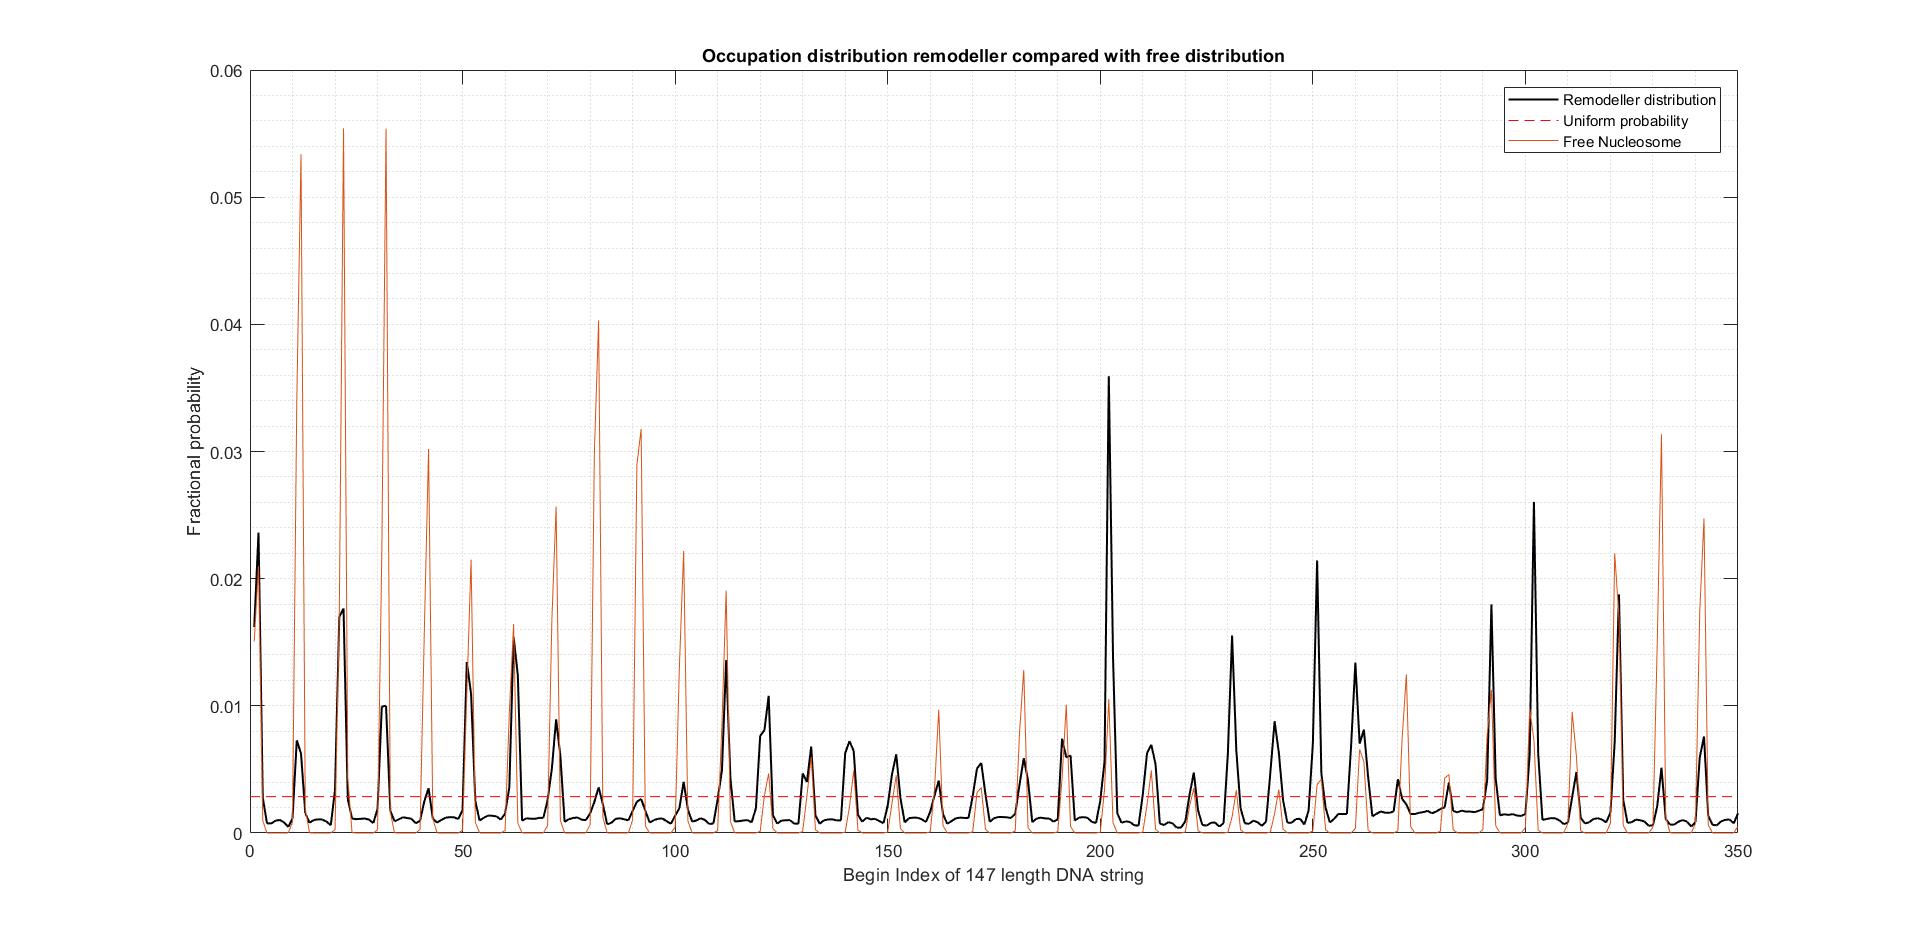 Occupation distribution remodeller compared with free distribution
0.06
0.05
0.04
0.03
0.02
0.01
0
Fractional probability
Remodeller distribution
Uniform probability
Free Nucleosome
0 50 100 150 200 250 300 350
Begin Index of 147 length DNA string